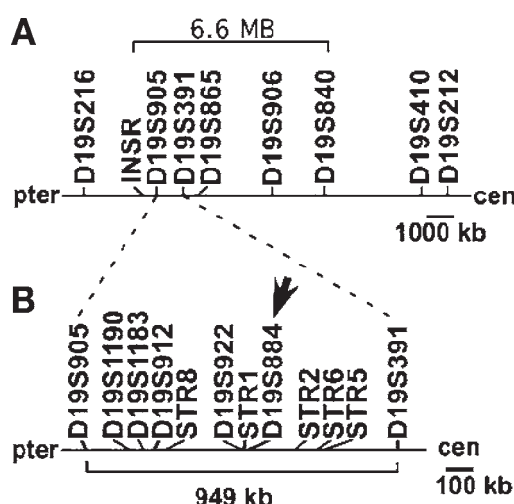 A
6.6 MB
D19S216
INSR
D19S905
D19S391
D19S865
D19S906
D19S840
D19S410
D19S212
pter
cen
1000 kb
B
D19S905
D19S1190
D19S1183
D19S912
STR8
D19S922
STR1
D19S884
STR2
STR6
STR5
D19S391
pter
cen
949 kb
100 kb